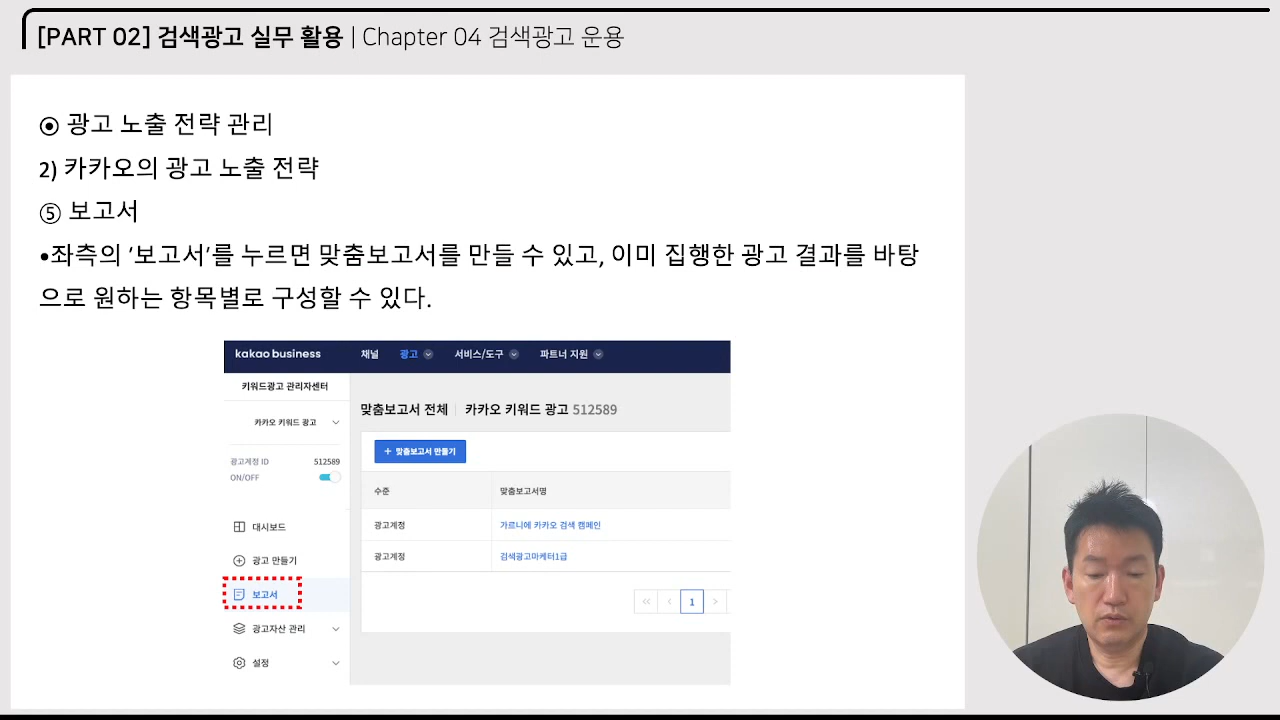 [PART 02] 검색광고 실무 활용 | Chapter 04 검색광고 운용
⦿ 광고 노출 전략 관리
2) 카카오의 광고 노출 전략
⑤ 보고서
•좌측의 ‘보고서’를 누르면 맞춤보고서를 만들 수 있고, 이미 집행한 광고 결과를 바탕
으로 원하는 항목별로 구성할 수 있다.
kakao business 채널 광고 서비스/도구 파트너 지원
키워드광고 관리자센터
카카오 키워드 광고
광고계정 ID 512589
ON/OFF
대시보드
광고 만들기
보고서
광고자산 관리
설정
맞춤보고서 전체 | 카카오 키워드 광고 512589
+ 맞춤보고서 만들기
수준 맞춤보고서명
광고계정 가르니에 카카오 검색 캠페인
광고계정 검색광고마케터1급
« ‹ 1 ›